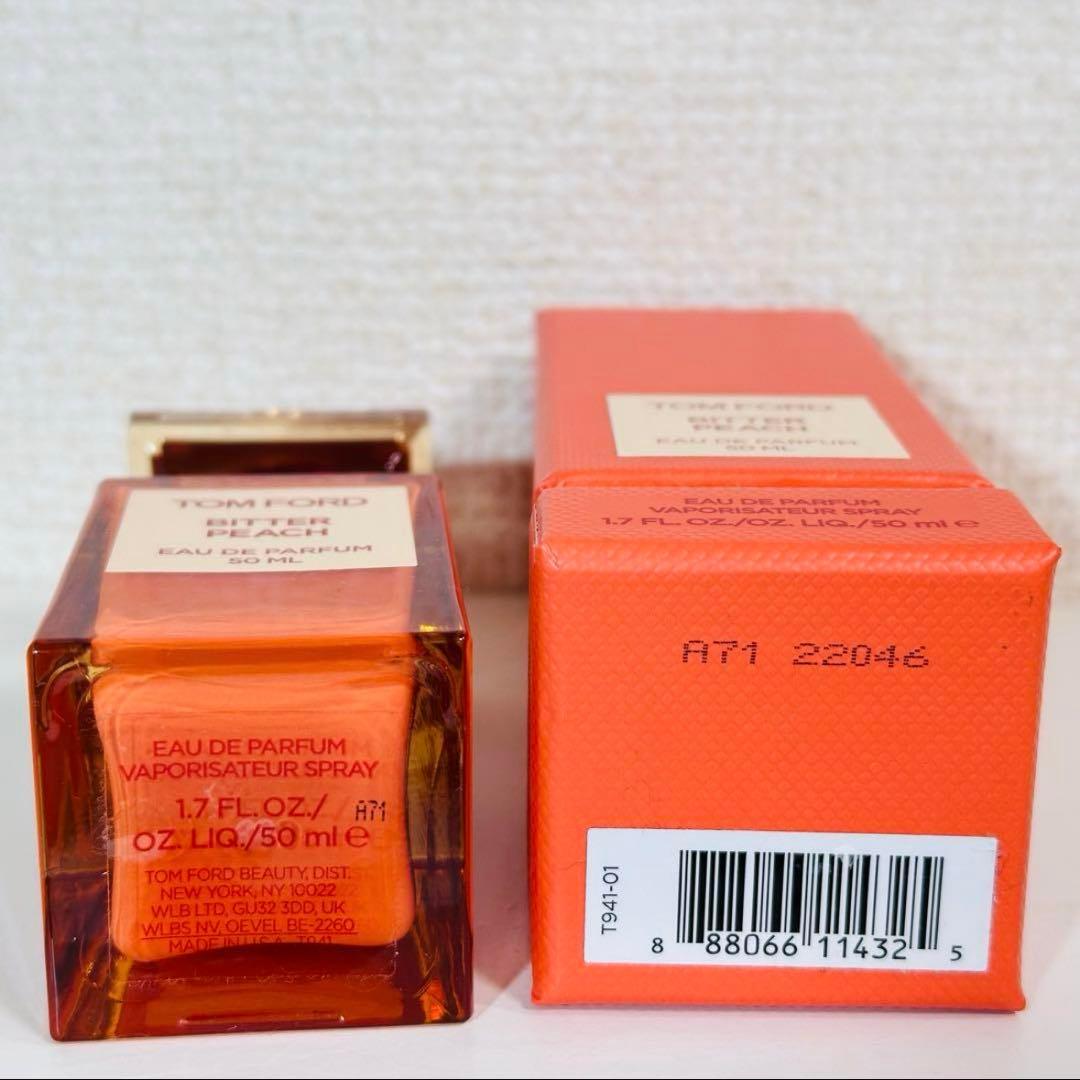 TOM FORD
BITTER
PEACH
EAU DE PARFUM
50 ML
EAU DE PARFUM
VAPORISATEUR SPRAY
1.7 FL. OZ./
OZ. LIQ./50 ml e
A71
TOM FORD BEAUTY, DIST.
NEW YORK, NY 10022
WLB LTD, GU32 3DD, UK
WLBS NV, OEVEL BE-2260
MADE IN U.S.A. T941
TOM FORD
BITTER
PEACH
EAU DE PARFUM
50 ML
EAU DE PARFUM
VAPORISATEUR SPRAY
1.7 FL. OZ./OZ. LIQ./50 ml e
A71 22046
T941-01
8 88066 11432 5